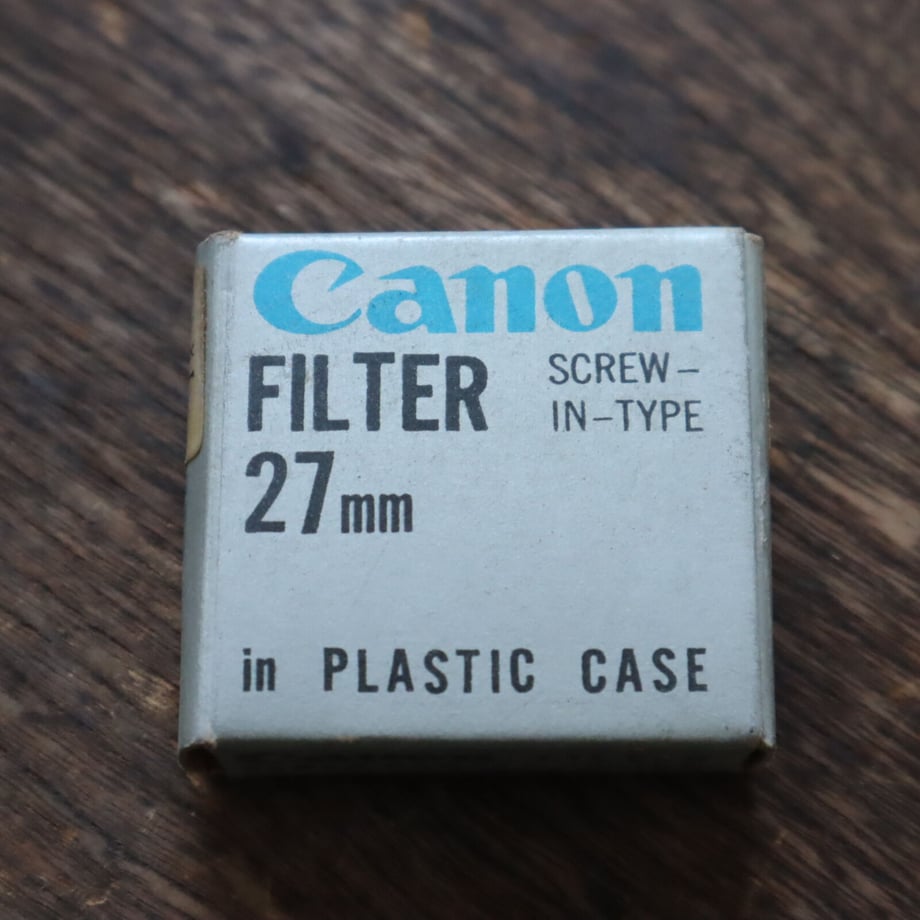 Canon
FILTER SCREW-
IN-TYPE
27mm
in PLASTIC CASE